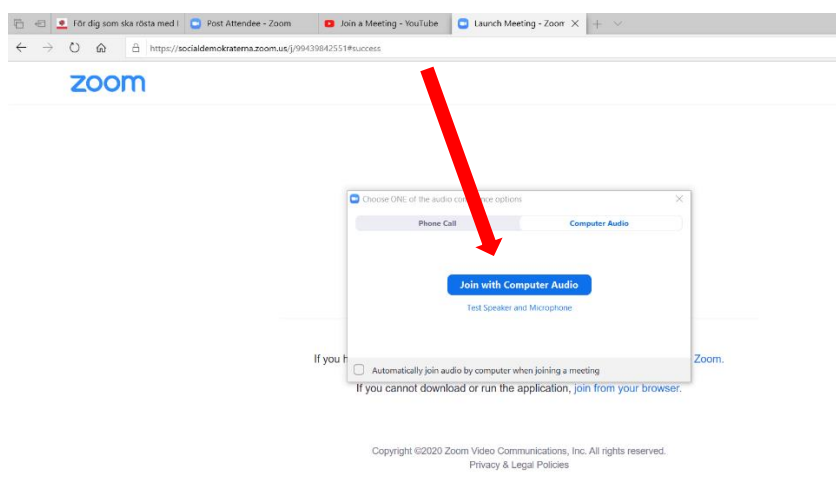 För dig som ska rösta med l
Post Attendee - Zoom
Join a Meeting - YouTube
Launch Meeting - Zoom
https://socialdemokraterna.zoom.us/j/99439842551#success
zoom
Choose ONE of the audio conference options
Phone Call
Computer Audio
Join with Computer Audio
Test Speaker and Microphone
If you h
Zoom.
Automatically join audio by computer when joining a meeting
If you cannot download or run the application, join from your browser.
Copyright ©2020 Zoom Video Communications, Inc. All rights reserved.
Privacy & Legal Policies